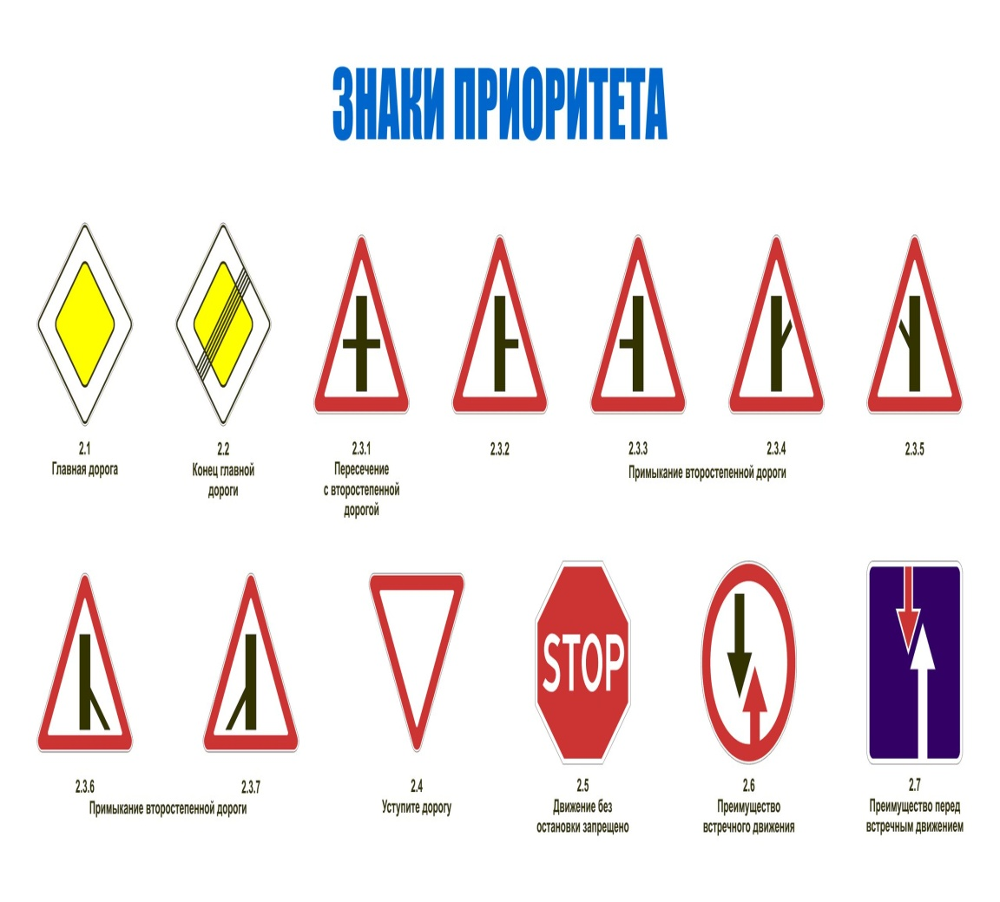 ЗНАКИ ПРИОРИТЕТА
2.1
Главная дорога
2.2
Конец главной
дороги
2.3.1
Пересечение
с второстепенной
дорогой
2.3.2
2.3.3
2.3.4
2.3.5
Примыкание второстепенной дороги
2.3.6
2.3.7
Примыкание второстепенной дороги
2.4
Уступите дорогу
STOP
2.5
Движение без
остановки запрещено
2.6
Преимущество
встречного движения
2.7
Преимущество перед
встречным движением